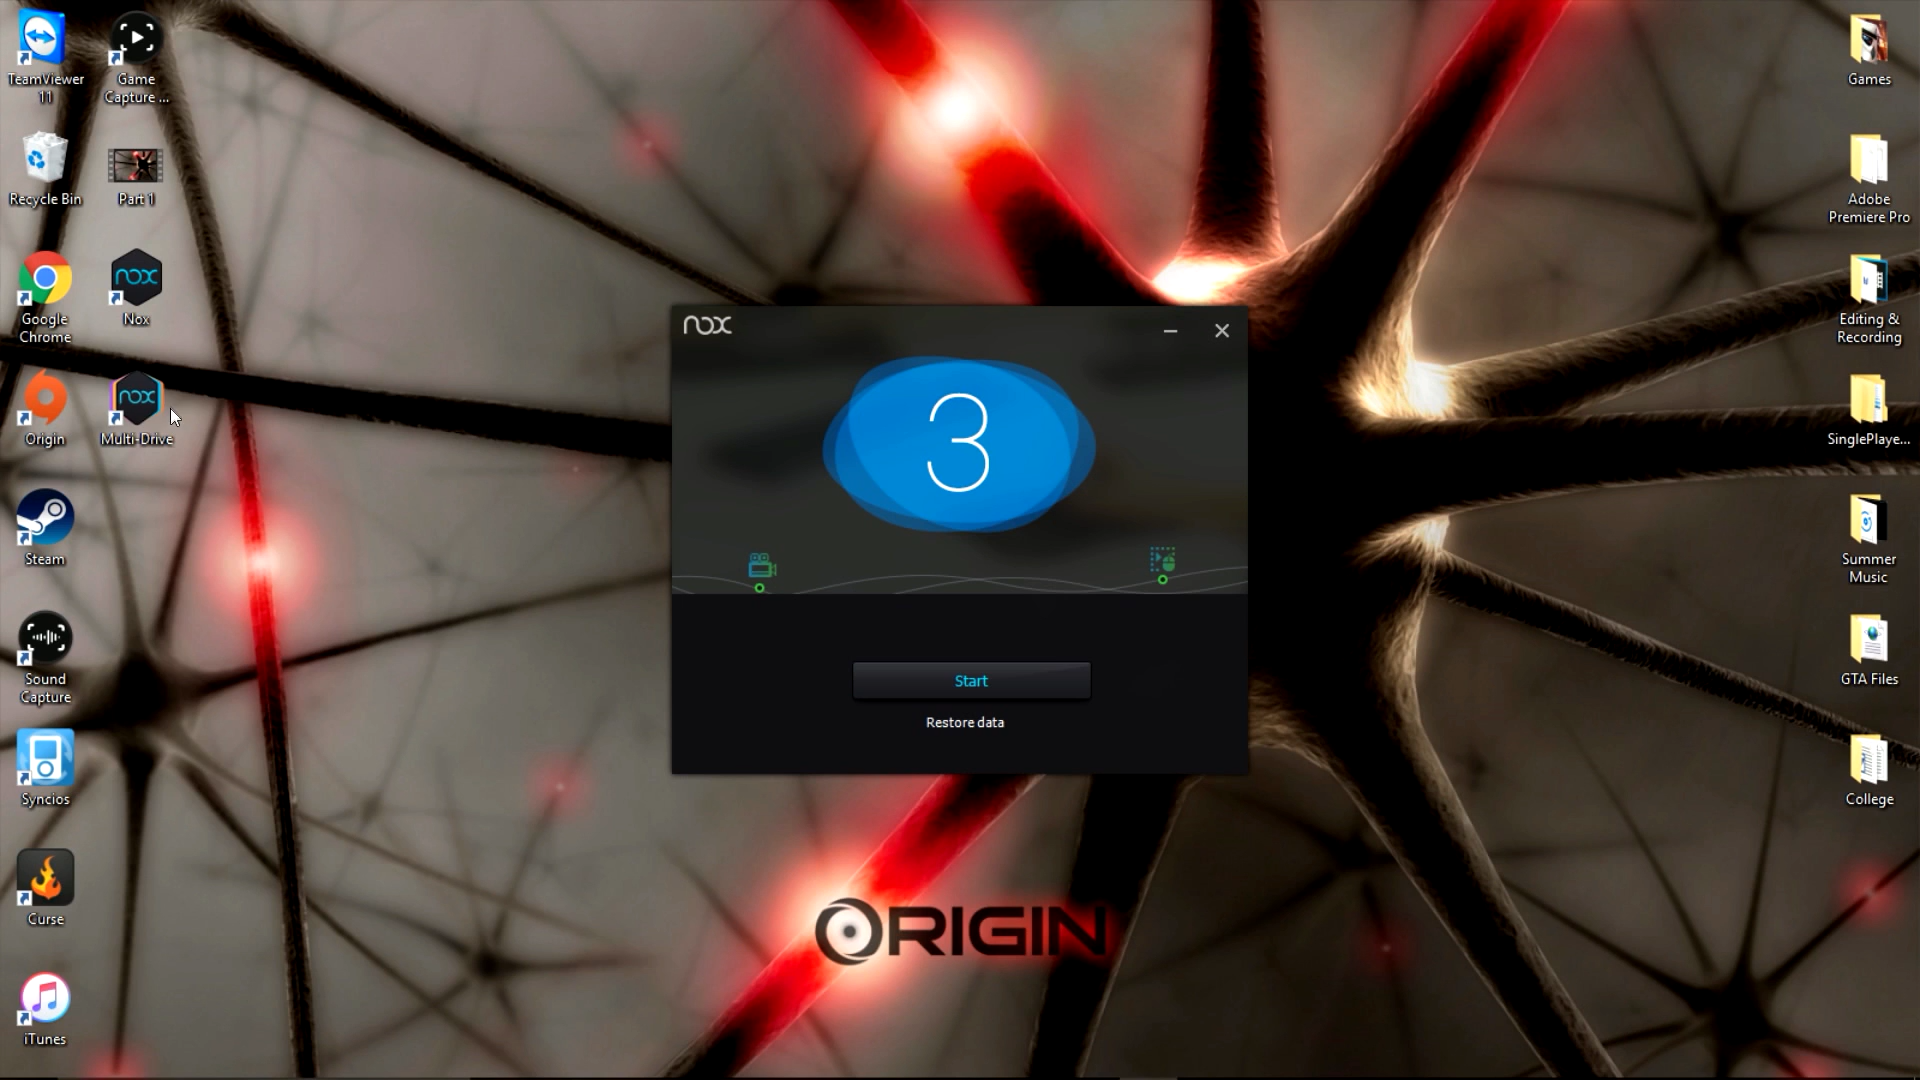 TeamViewer
11
Game
Capture ...
Recycle Bin
Part 1
Google
Chrome
nox
Nox
Origin
nox
Multi-Drive
Steam
Sound
Capture
Syncios
Curse
iTunes
nox
3
Start
Restore data
ORIGIN
Games
Adobe
Premiere Pro
Editing &
Recording
SinglePlaye...
Summer
Music
GTA Files
College